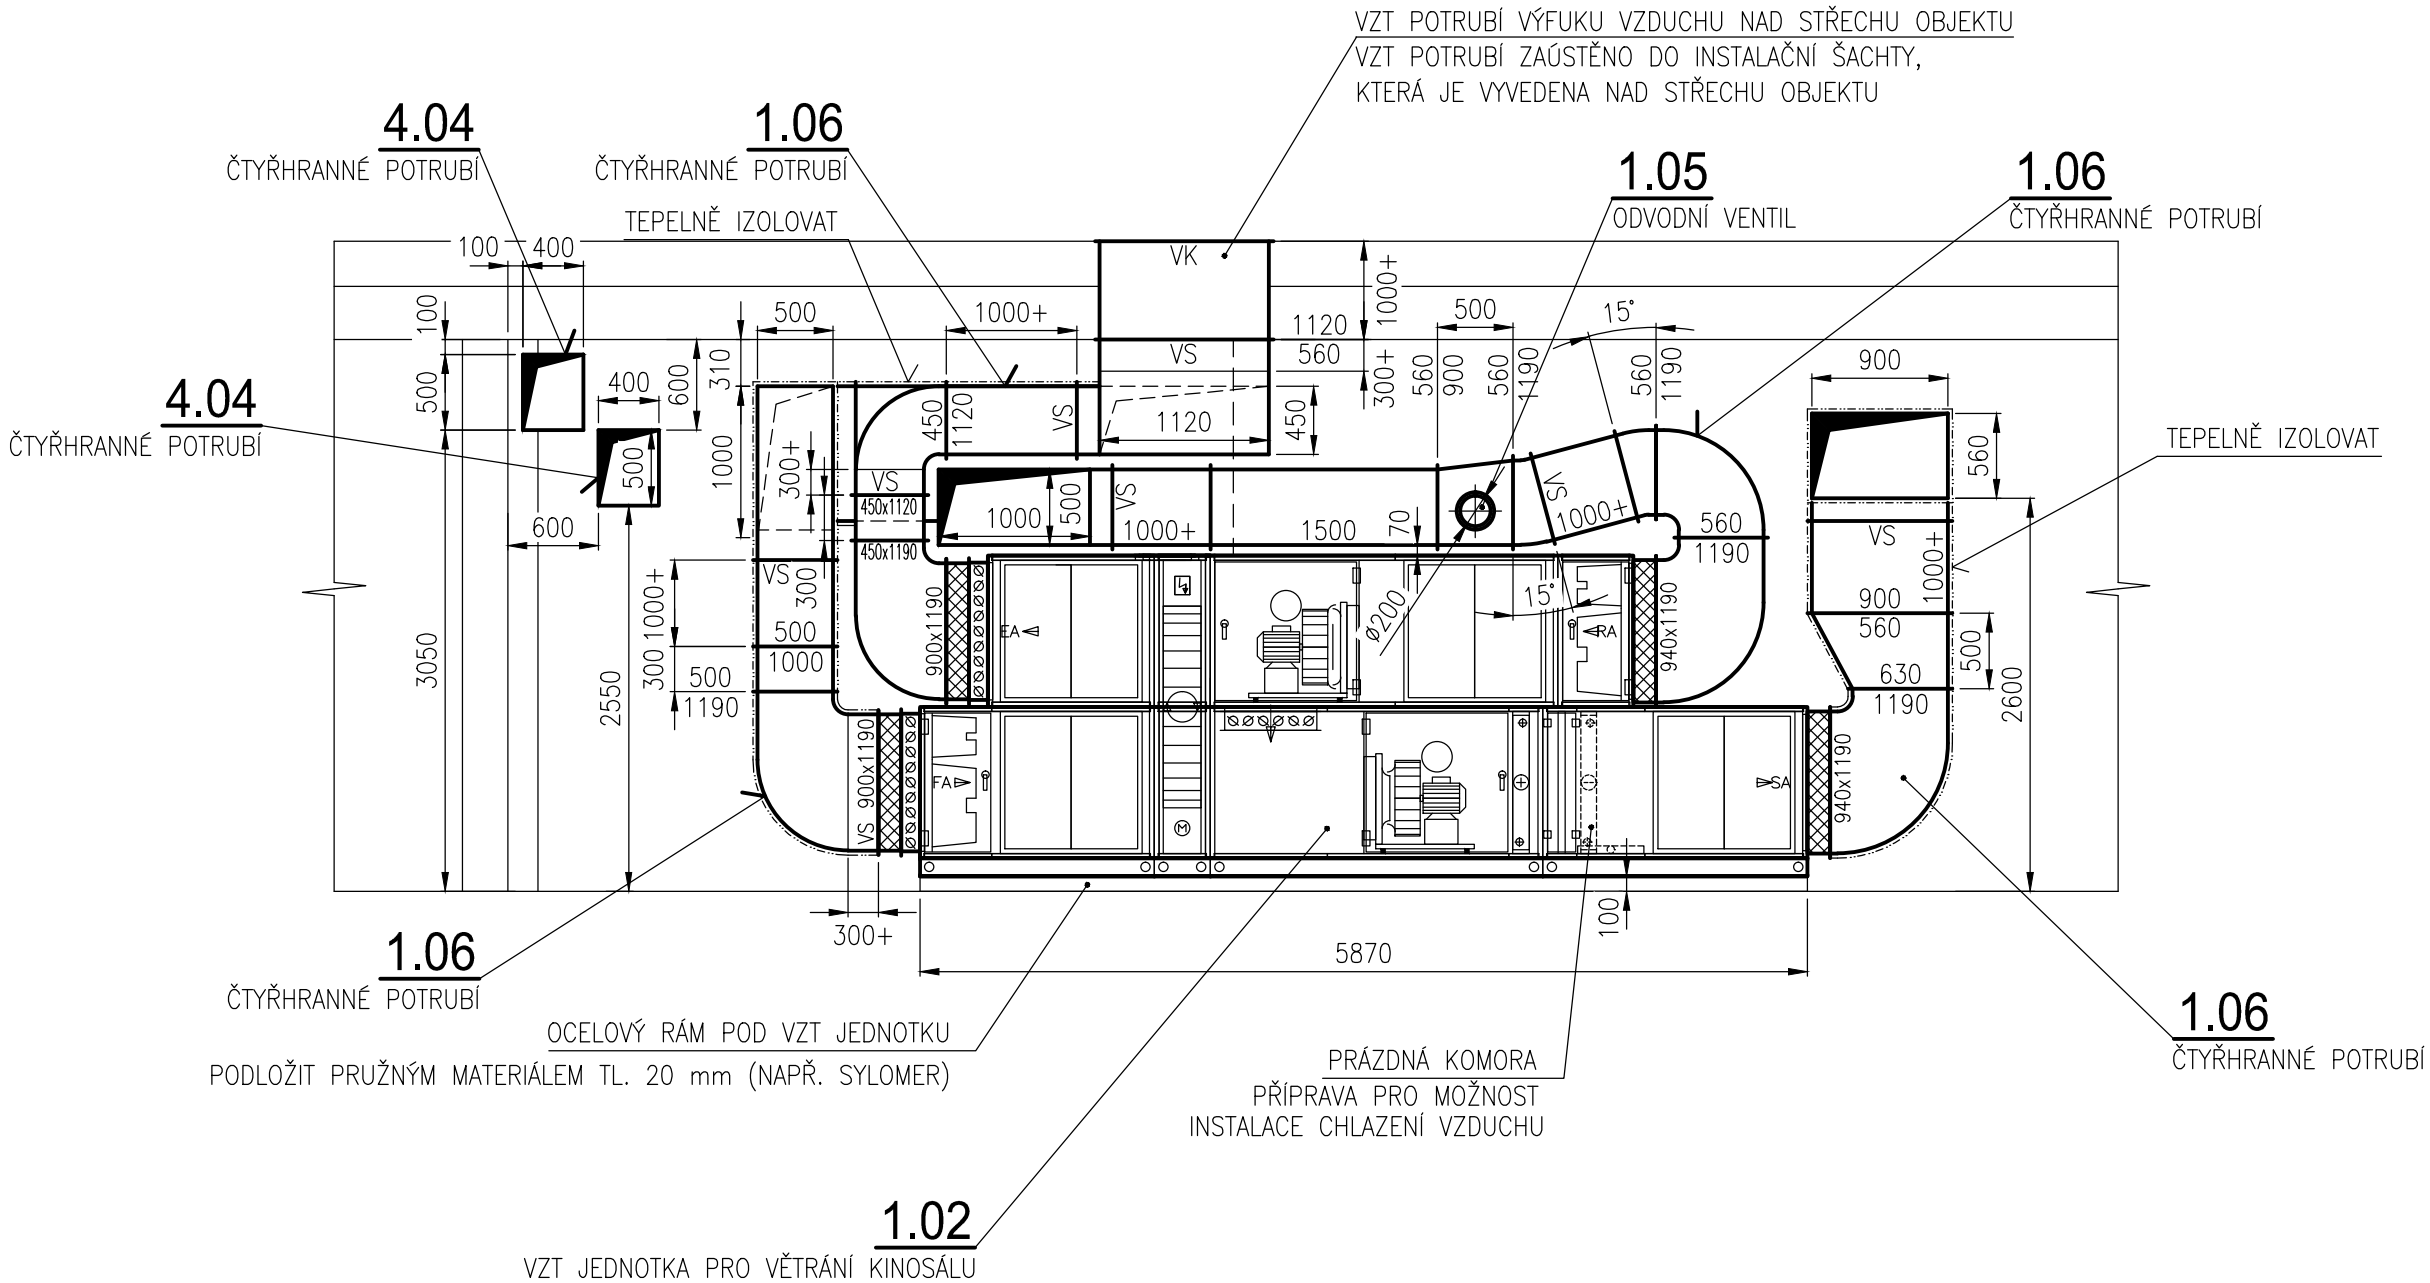 VZT POTRUBÍ VÝFUKU VZDUCHU NAD STŘECHU OBJEKTU
VZT POTRUBÍ ZAÚSTĚNO DO INSTALAČNÍ ŠACHTY,
KTERÁ JE VYVEDENA NAD STŘECHU OBJEKTU
4.04
ČTYŘHRANNÉ POTRUBÍ
1.06
ČTYŘHRANNÉ POTRUBÍ
TEPELNĚ IZOLOVAT
1.05
ODVODNÍ VENTIL
1.06
ČTYŘHRANNÉ POTRUBÍ
100
400
VK
1000+
100
500
500
1000+
1120
560
VS
300+
500
15°
560
900
560
1190
560
1190
900
310
600
400
4.04
ČTYŘHRANNÉ POTRUBÍ
500
1000
450
1120
VS
1120
450
560
TEPELNĚ IZOLOVAT
300+
VS
450x1120
450x1190
300
1000
500
VS
1000+
1500
70
VS
1000+
560
1190
VS
1000+
600
VS
1000+
300
500
1000
500
1190
900x1190
EA
Ø200
15°
RA
940x1190
900
560
500
630
1190
3050
2550
2600
VS
900x1190
FA
M
SA
940x1190
300+
100
5870
1.06
ČTYŘHRANNÉ POTRUBÍ
OCELOVÝ RÁM POD VZT JEDNOTKU
PODLOŽIT PRUŽNÝM MATERIÁLEM TL. 20 mm (NAPŘ. SYLOMER)
PRÁZDNÁ KOMORA
PŘÍPRAVA PRO MOŽNOST
INSTALACE CHLAZENÍ VZDUCHU
1.06
ČTYŘHRANNÉ POTRUBÍ
1.02
VZT JEDNOTKA PRO VĚTRÁNÍ KINOSÁLU